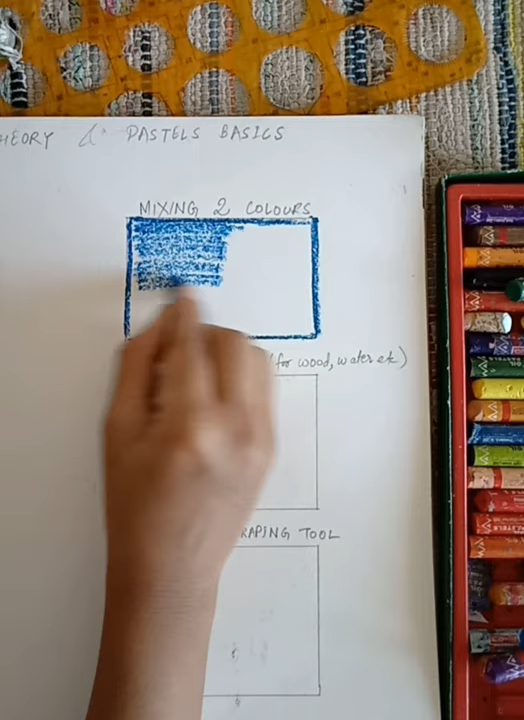 HEORY & PASTELS BASICS
MIXING 2 COLOURS
(for wood, water etc)
RAPING TOOL